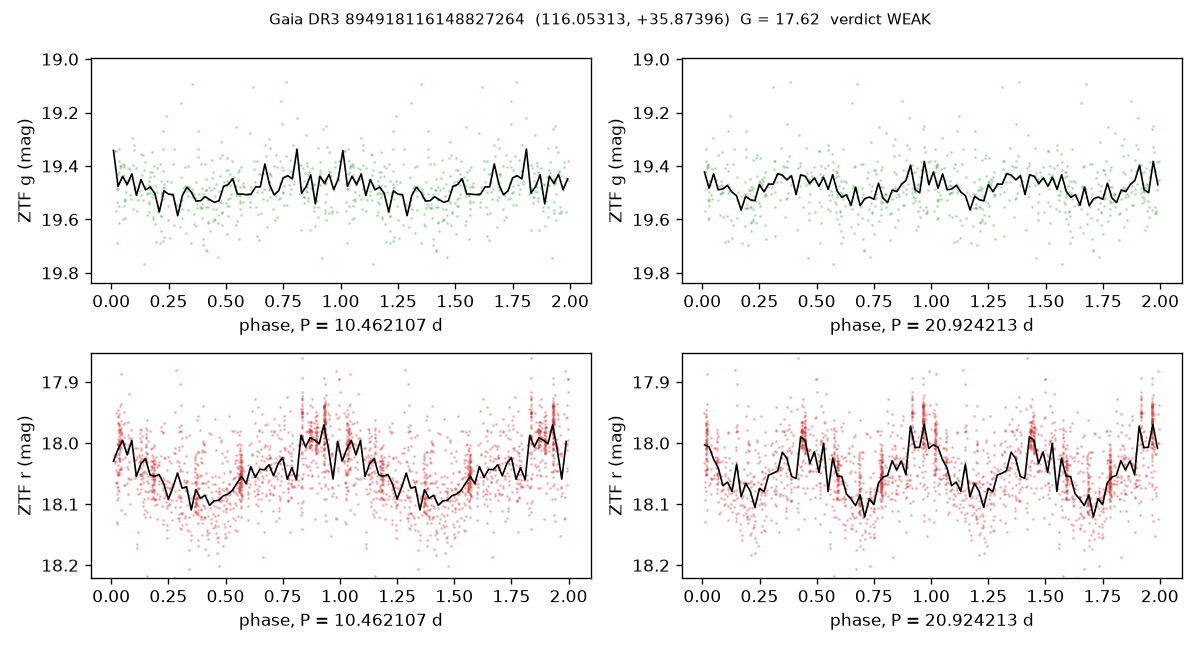 Gaia DR3 894918116148827264  (116.05313, +35.87396)  G = 17.62  verdict WEAK
19.0
19.2
19.4
19.6
19.8
ZTF g (mag)
0.00 0.25 0.50 0.75 1.00 1.25 1.50 1.75 2.00
phase, P = 10.462107 d
19.0
19.2
19.4
19.6
19.8
ZTF g (mag)
0.00 0.25 0.50 0.75 1.00 1.25 1.50 1.75 2.00
phase, P = 20.924213 d
17.9
18.0
18.1
18.2
ZTF r (mag)
0.00 0.25 0.50 0.75 1.00 1.25 1.50 1.75 2.00
phase, P = 10.462107 d
17.9
18.0
18.1
18.2
ZTF r (mag)
0.00 0.25 0.50 0.75 1.00 1.25 1.50 1.75 2.00
phase, P = 20.924213 d